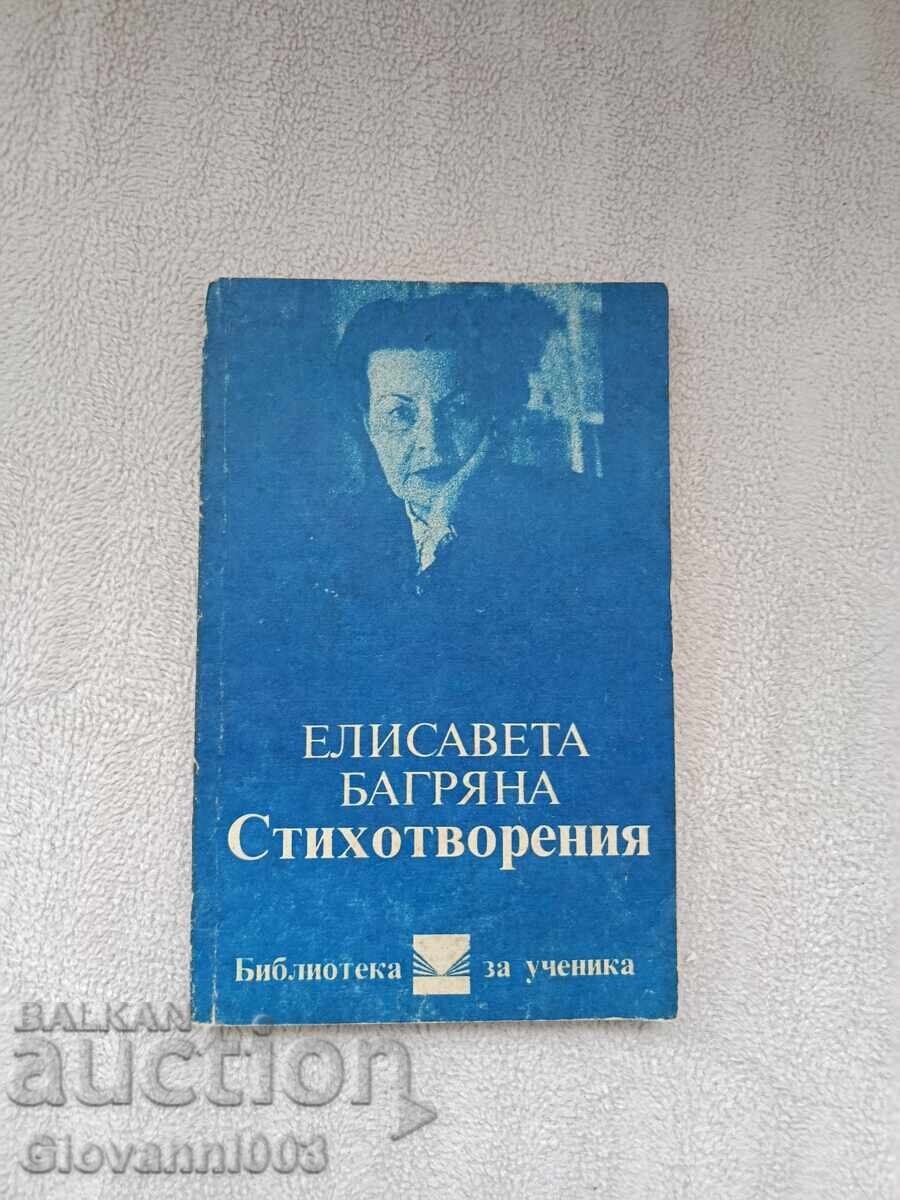 ЕЛИСАВЕТА
БАГРЯНА
Стихотворения
Библиотека за ученика
BALKAN
auction
Giovanni003